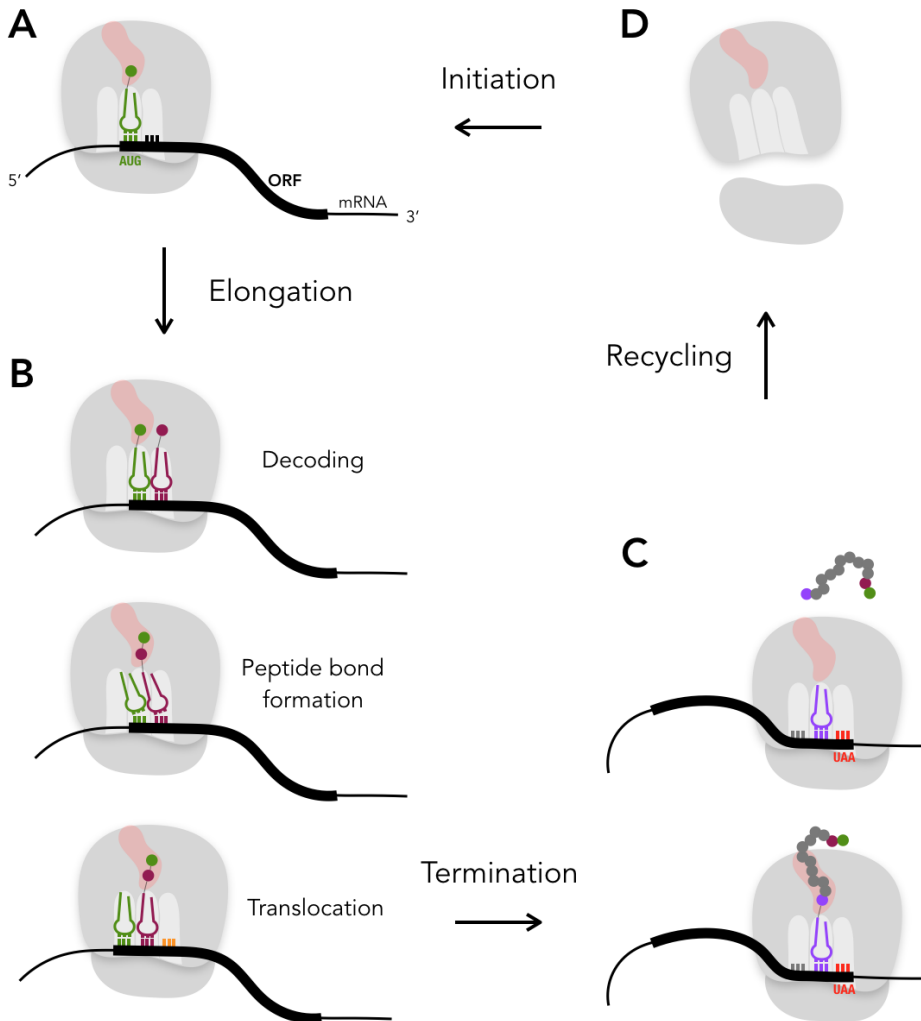 A
D
Initiation
AUG
5′
ORF
mRNA
3′
Elongation
Recycling
B
Decoding
C
Peptide bond
formation
UAA
Termination
Translocation
UAA